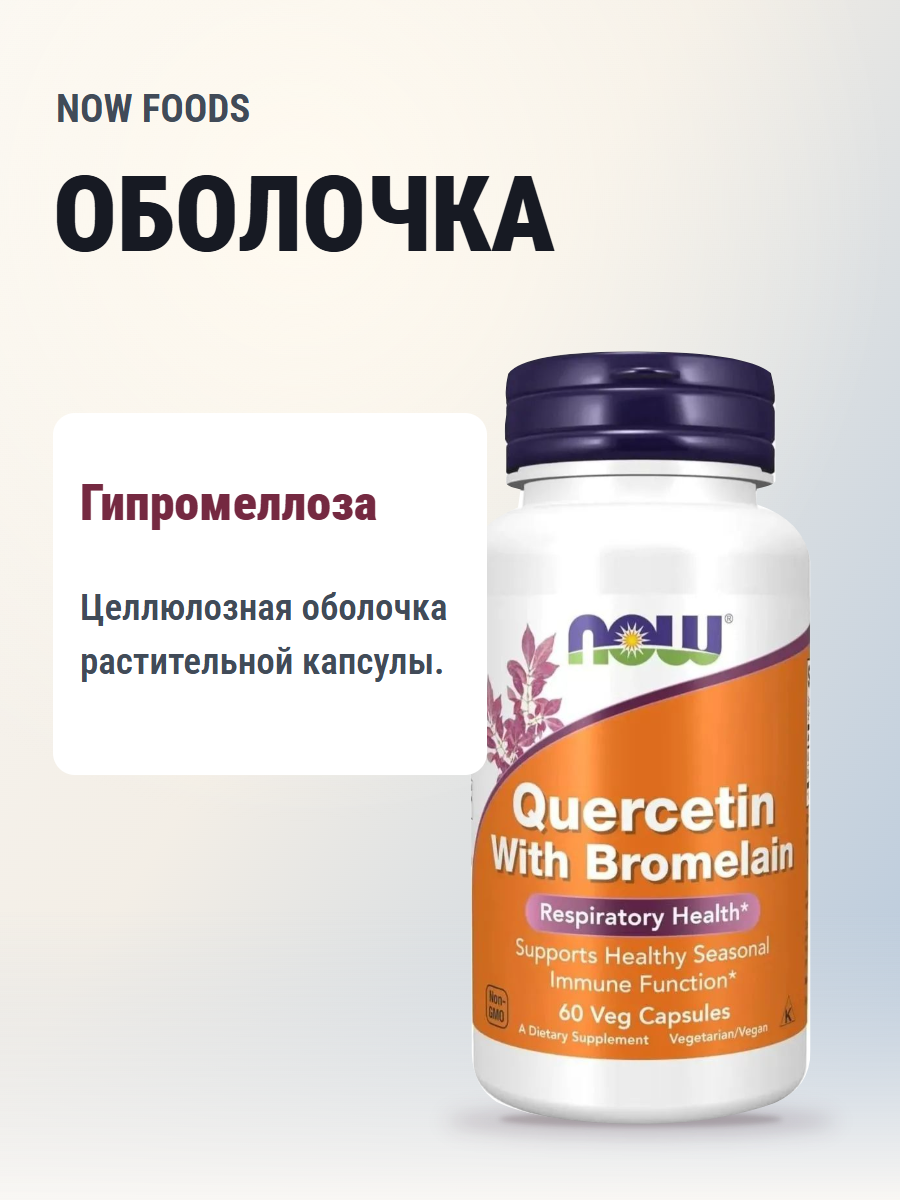 NOW FOODS
ОБОЛОЧКА
Гипромеллоза
Целлюлозная оболочка
растительной капсулы.
NOW®
Quercetin
With Bromelain
Respiratory Health*
Supports Healthy Seasonal
Immune Function*
Non-
GMO
60 Veg Capsules
K
A Dietary Supplement
Vegetarian/Vegan